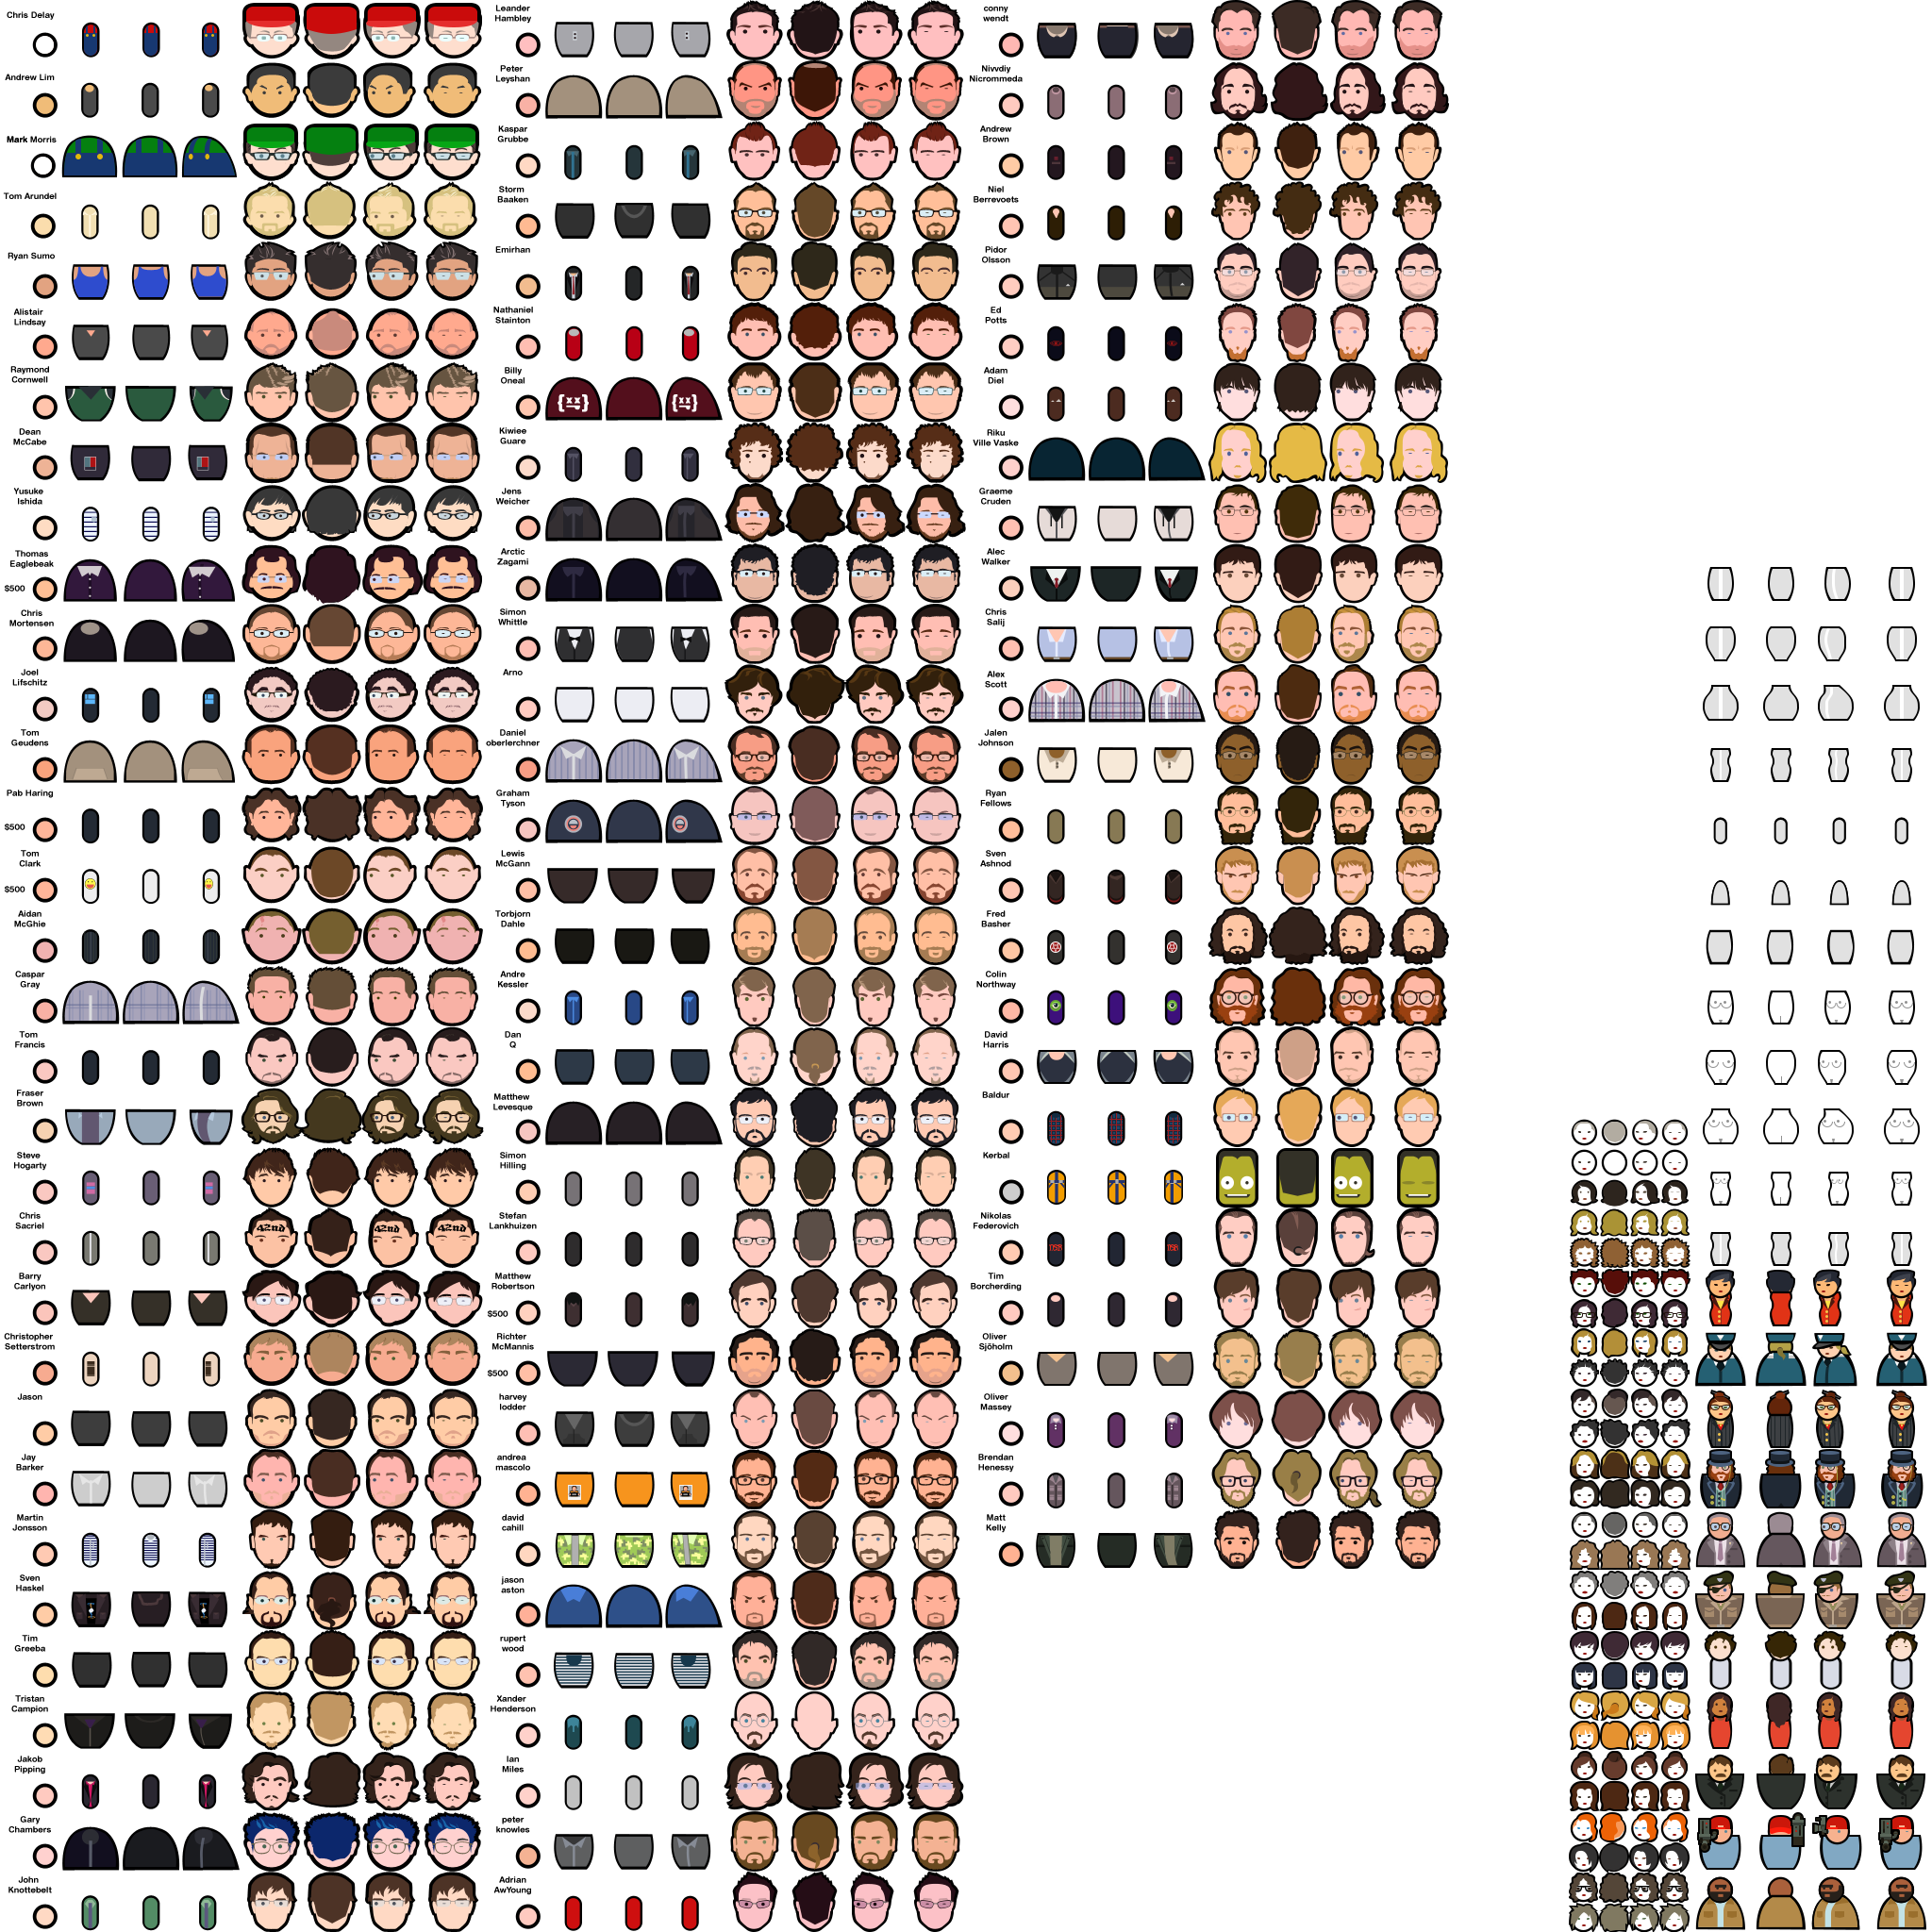 Chris Delay
Andrew Lim
Mark Morris
Tom Arundel
Ryan Sumo
Alistair
Lindsay
Raymond
Cornwell
Dean
McCabe
Yusuke
Ishida
Thomas
Eaglebeak
$500
Chris
Mortensen
Joel
Lifschitz
Tom
Geudens
Pab Haring
$500
Tom
Clark
$500
Aidan
McGhie
Caspar
Gray
Tom
Francis
Fraser
Brown
Steve
Hogarty
Chris
Sacriel
42nd
42nd
42nd
Barry
Carlyon
Christopher
Setterstrom
Jason
Jay
Barker
Martin
Jonsson
Sven
Haskel
Tim
Greeba
Tristan
Campion
Jakob
Pipping
Gary
Chambers
John
Knottebelt
Leander
Hambley
Peter
Leyshan
Kaspar
Grubbe
Storm
Baaken
Emirhan
Nathaniel
Stainton
Billy
Oneal
{xx}
{xx}
Kiwiee
Guare
Jens
Weicher
Arctic
Zagami
Simon
Whittle
Arno
Daniel
oberlerchner
Graham
Tyson
Lewis
McGann
Torbjorn
Dahle
Andre
Kessler
Dan
Q
Matthew
Levesque
Simon
Hilling
Stefan
Lankhuizen
Matthew
Robertson
$500
Richter
McMannis
$500
harvey
lodder
andrea
mascolo
david
cahill
jason
aston
rupert
wood
Xander
Henderson
Ian
Miles
peter
knowles
Adrian
AwYoung
conny
wendt
Nivvdiy
Nicrommeda
Andrew
Brown
Niel
Berrevoets
Pidor
Olsson
Ed
Potts
Adam
Diel
Riku
Ville Vaske
Graeme
Cruden
Alec
Walker
Chris
Salij
Alex
Scott
Jalen
Johnson
Ryan
Fellows
Sven
Ashnod
Fred
Basher
Colin
Northway
David
Harris
Baldur
Kerbal
Nikolas
Federovich
Tim
Borcherding
Oliver
Sjöholm
Oliver
Massey
Brendan
Henessy
Matt
Kelly